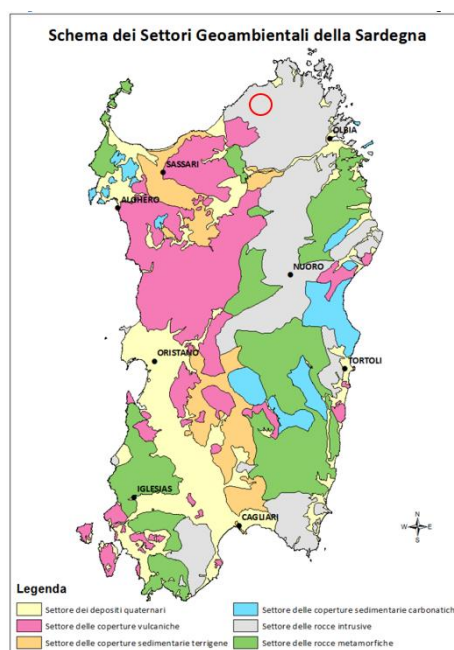 Schema dei Settori Geoambientali della Sardegna
OLBIA
SASSARI
ALGHERO
NUORO
ORISTANO
TORTOLI
IGLESIAS
CAGLIARI
N
W E
S
Legenda
Settore dei depositi quaternari
Settore delle coperture vulcaniche
Settore delle coperture sedimentarie terrigene
Settore delle coperture sedimentarie carbonatich
Settore delle rocce intrusive
Settore delle rocce metamorfiche